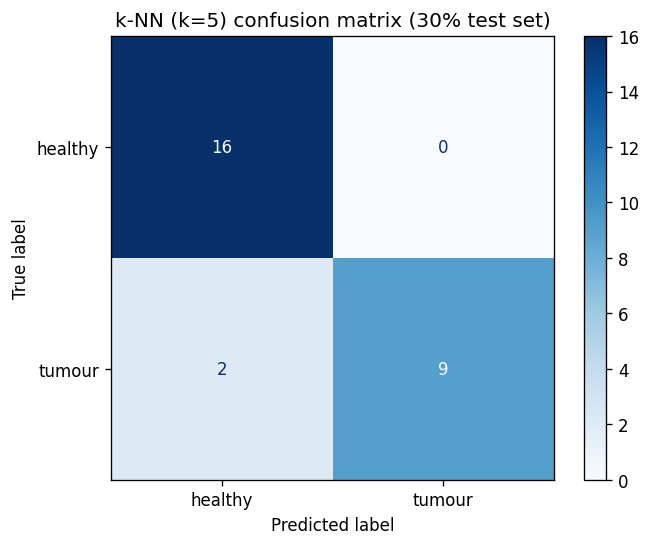 k-NN (k=5) confusion matrix (30% test set)
True label
healthy
16
0
tumour
2
9
healthy
tumour
Predicted label
16
14
12
10
8
6
4
2
0